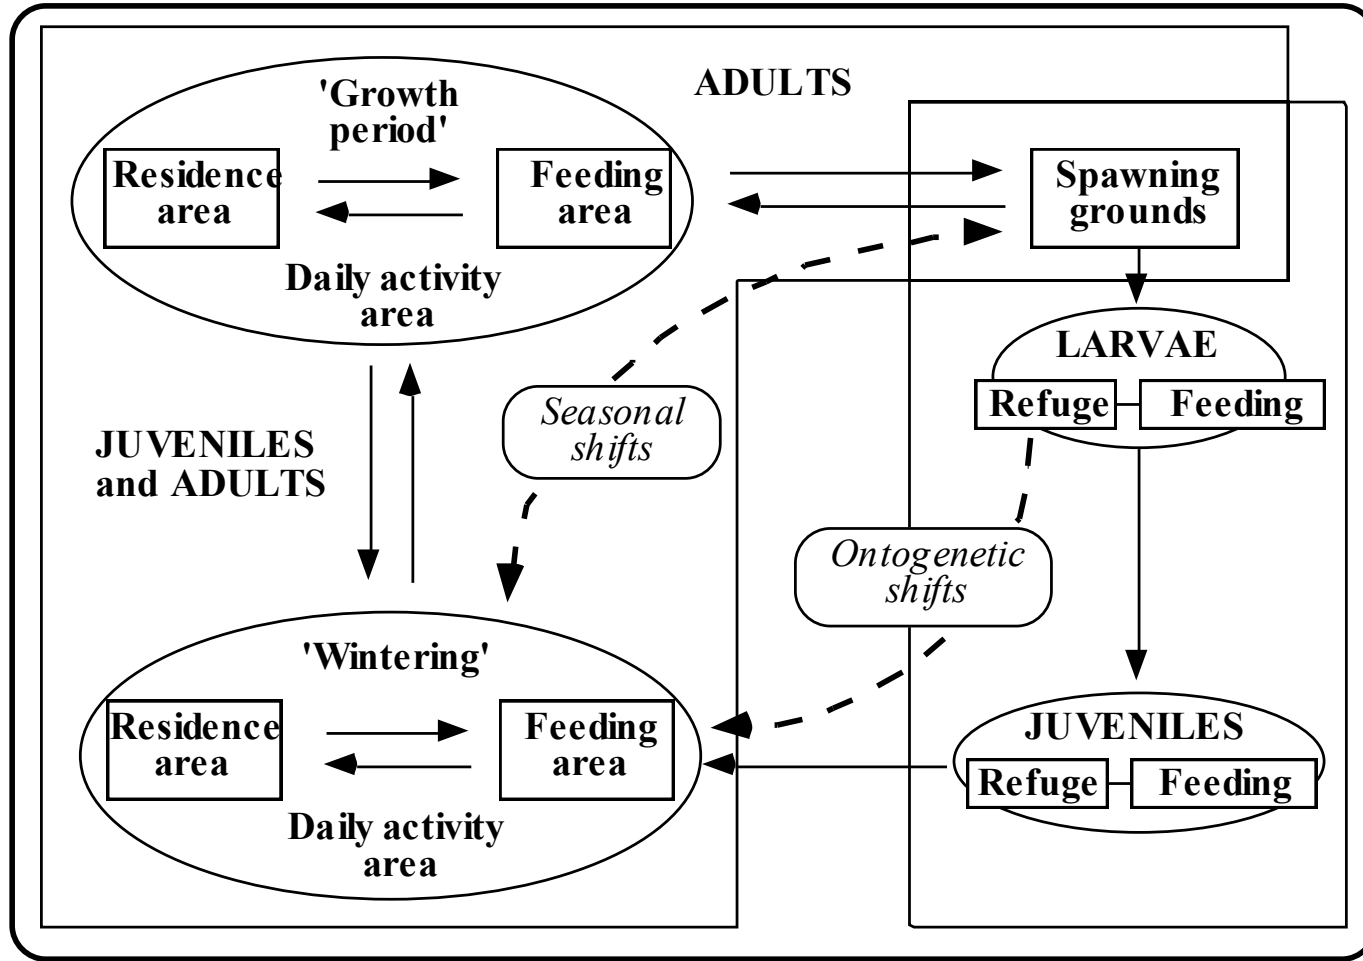 ADULTS
'Growth
period'
Residence
area
Feeding
area
Daily activity
area
Spawning
grounds
LARVAE
Refuge
Feeding
Seasonal
shifts
JUVENILES
and ADULTS
Ontogenetic
shifts
'Wintering'
Residence
area
Feeding
area
Daily activity
area
JUVENILES
Refuge
Feeding